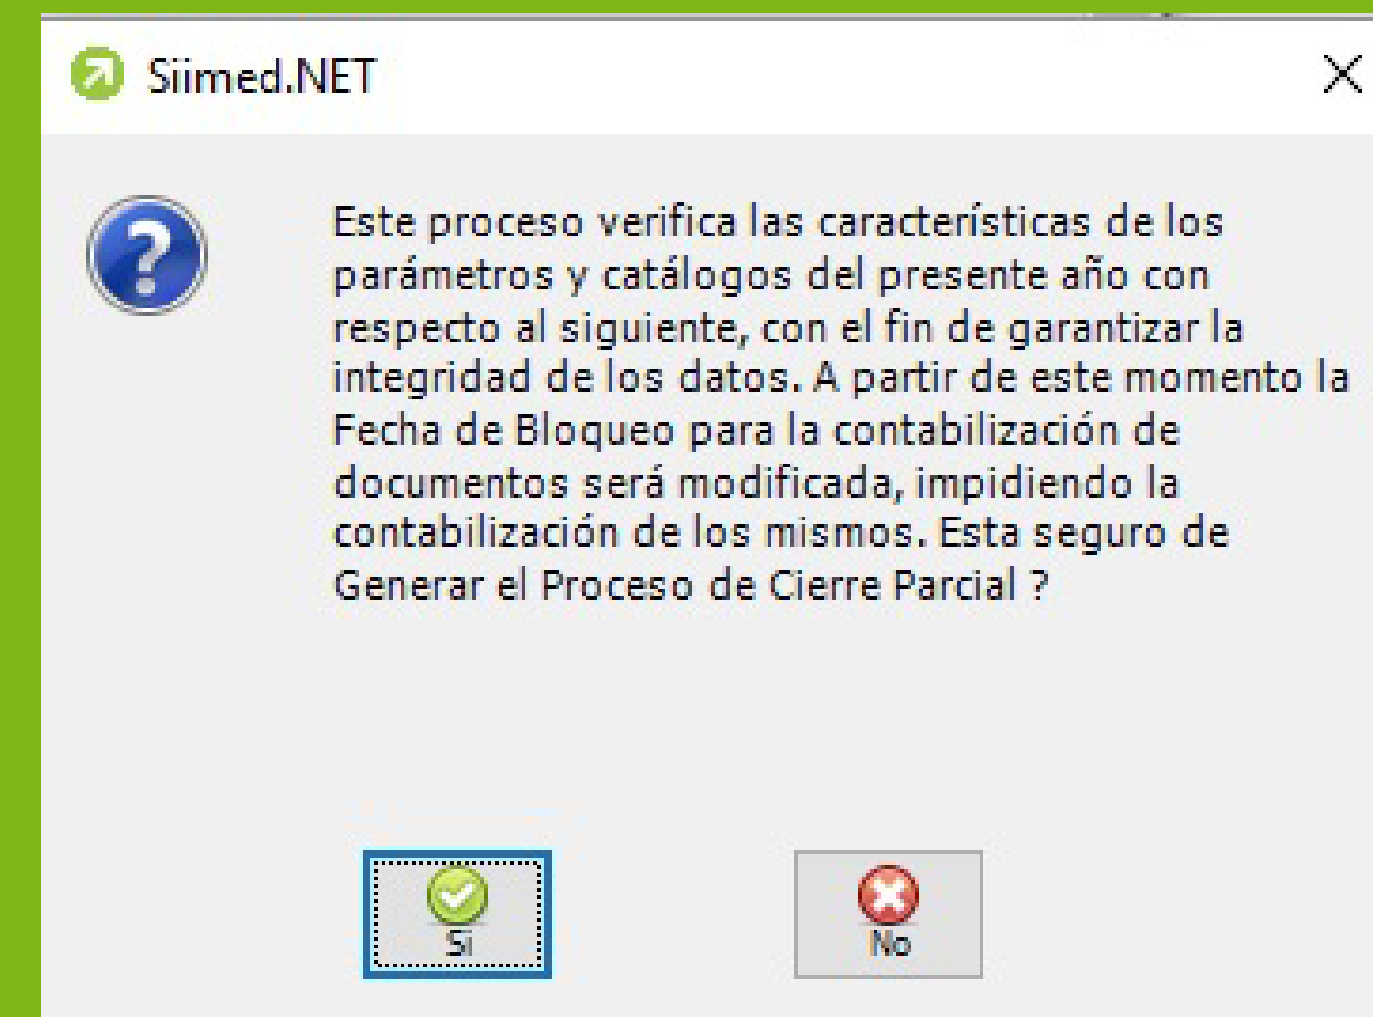 Siimed.NET
Este proceso verifica las características de los
parámetros y catálogos del presente año con
respecto al siguiente, con el fin de garantizar la
integridad de los datos. A partir de este momento la
Fecha de Bloqueo para la contabilización de
documentos será modificada, impidiendo la
contabilización de los mismos. Esta seguro de
Generar el Proceso de Cierre Parcial ?
Si
No